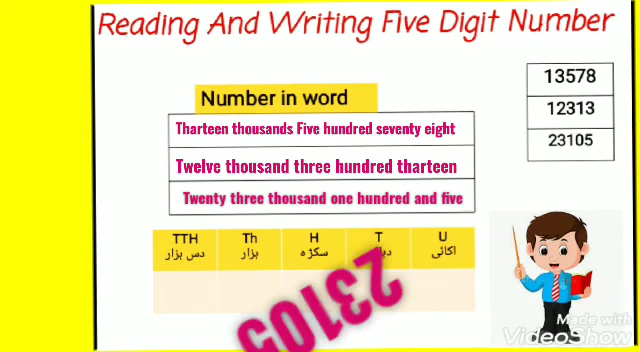 Reading And Writing Five Digit Number
13578
12313
23105
Number in word
Tharteen thousands Five hundred seventy eight
Twelve thousand three hundred tharteen
Twenty three thousand one hundred and five
TTH Th H T U
دس ہزار ہزار سکڑہ اکائی
23105
Made with
VideoShow